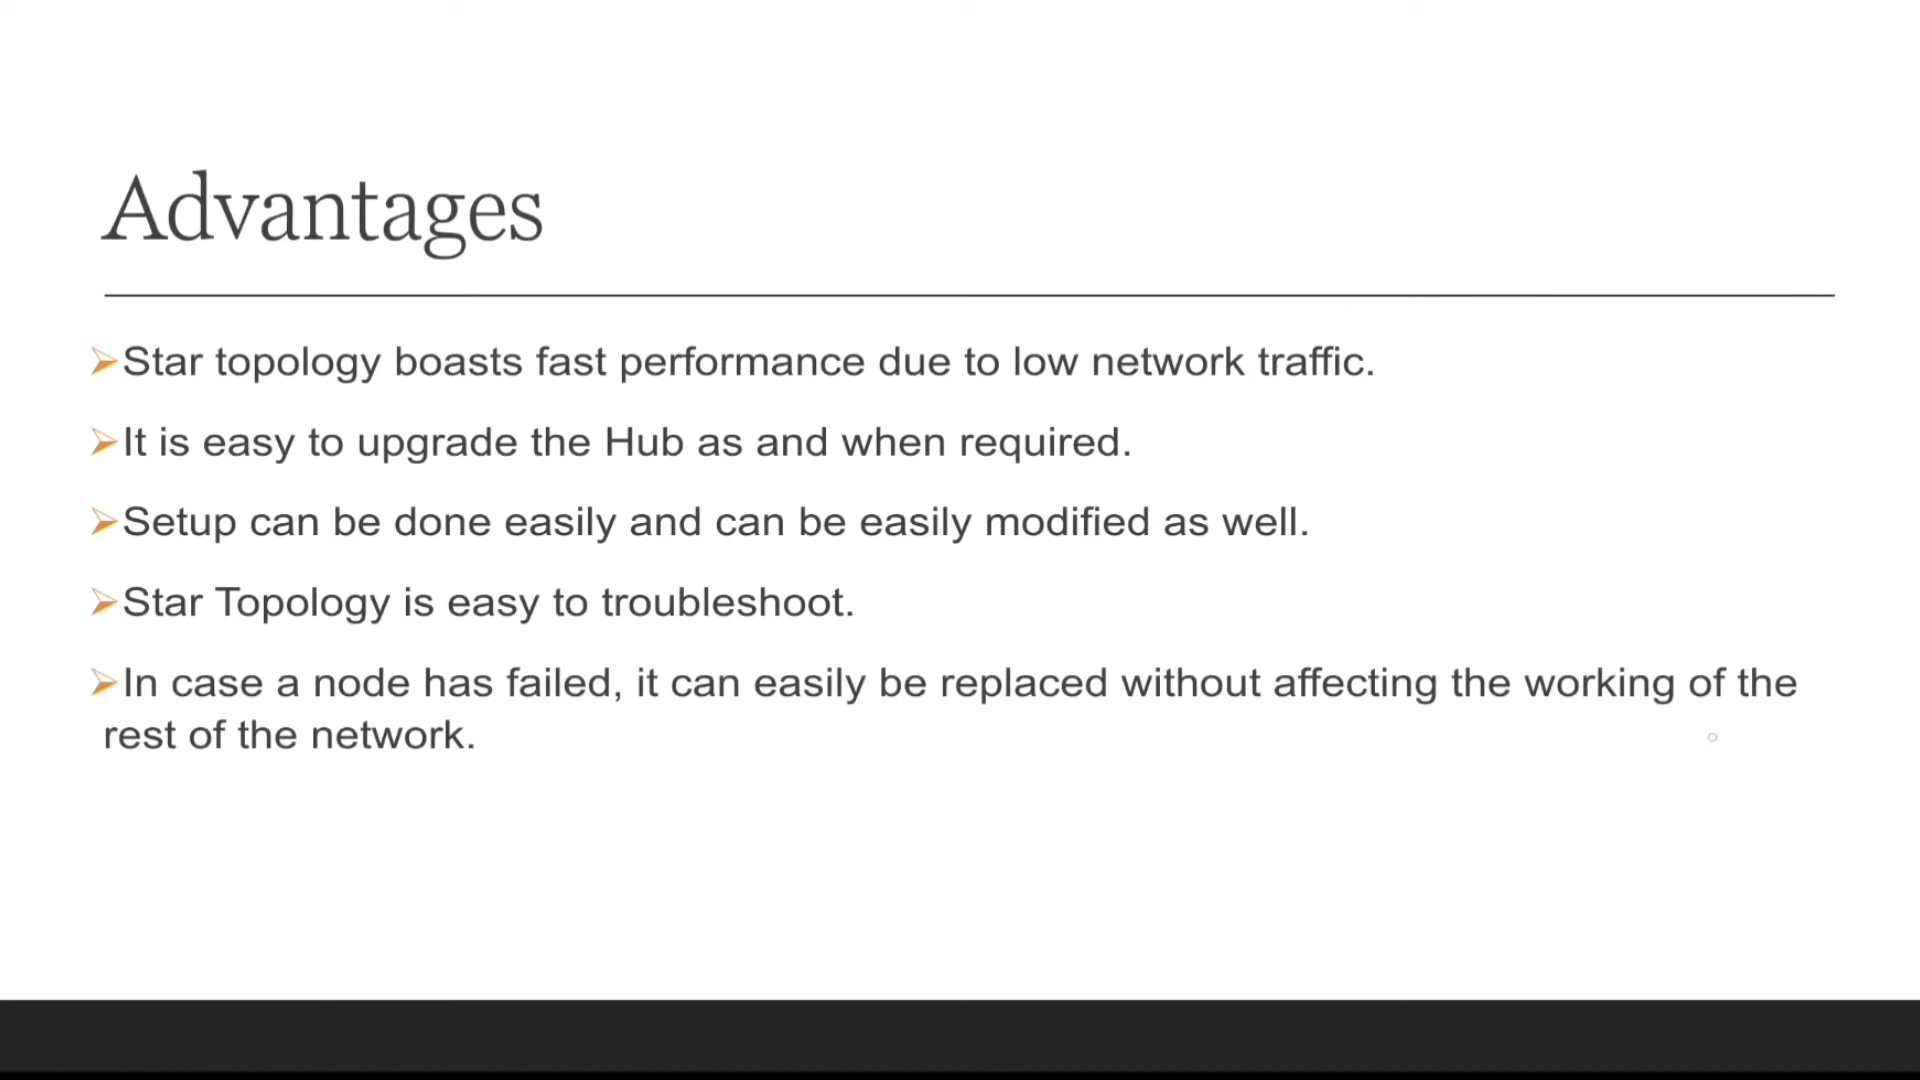 Advantages
➢Star topology boasts fast performance due to low network traffic.
➢It is easy to upgrade the Hub as and when required.
➢Setup can be done easily and can be easily modified as well.
➢Star Topology is easy to troubleshoot.
➢In case a node has failed, it can easily be replaced without affecting the working of the
rest of the network.